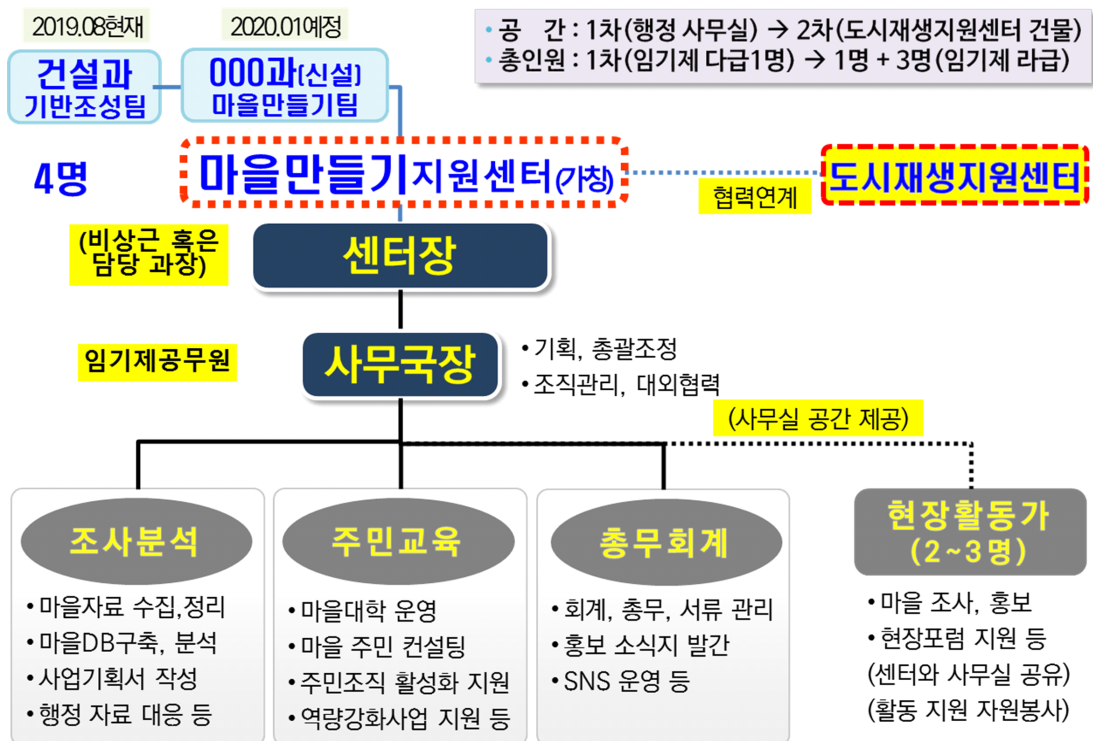 2019.08현재
2020.01예정
• 공 간 : 1차(행정 사무실) → 2차(도시재생지원센터 건물)
• 총인원 : 1차(임기제 다급1명) → 1명 + 3명(임기제 라급)
건설과
기반조성팀
OOO과(신설)
마을만들기팀
4명
마을만들기지원센터(가칭)
도시재생지원센터
협력연계
(비상근 혹은
담당 과장)
센터장
임기제공무원
사무국장
• 기획, 총괄조정
• 조직관리, 대외협력
(사무실 공간 제공)
조사분석
• 마을자료 수집,정리
• 마을DB구축, 분석
• 사업기획서 작성
• 행정 자료 대응 등
주민교육
• 마을대학 운영
• 마을 주민 컨설팅
• 주민조직 활성화 지원
• 역량강화사업 지원 등
총무회계
• 회계, 총무, 서류 관리
• 홍보 소식지 발간
• SNS 운영 등
현장활동가
(2~3명)
• 마을 조사, 홍보
• 현장포럼 지원 등
(센터와 사무실 공유)
(활동 지원 자원봉사)